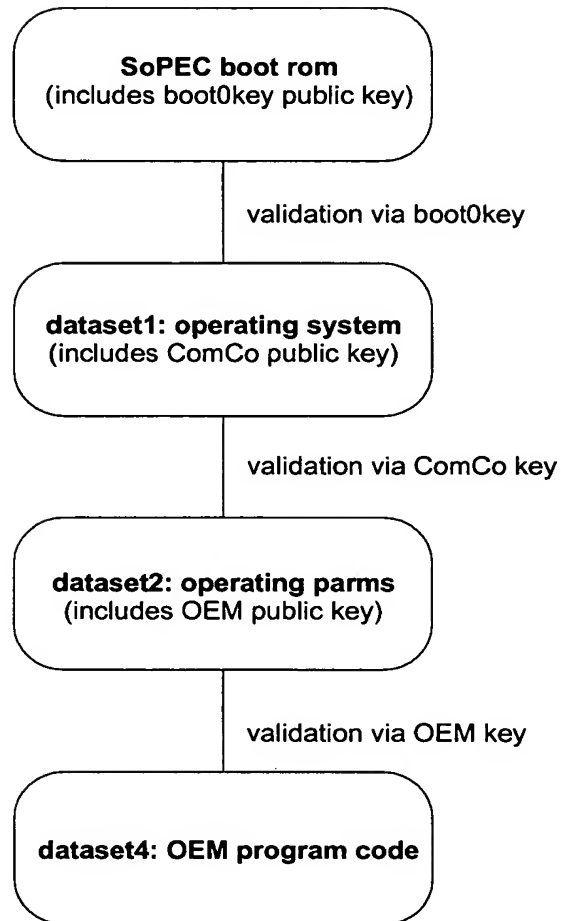 SoPEC boot rom
(includes boot0key public key)
validation via boot0key
dataset1: operating system
(includes ComCo public key)
validation via ComCo key
dataset2: operating parms
(includes OEM public key)
validation via OEM key
dataset4: OEM program code